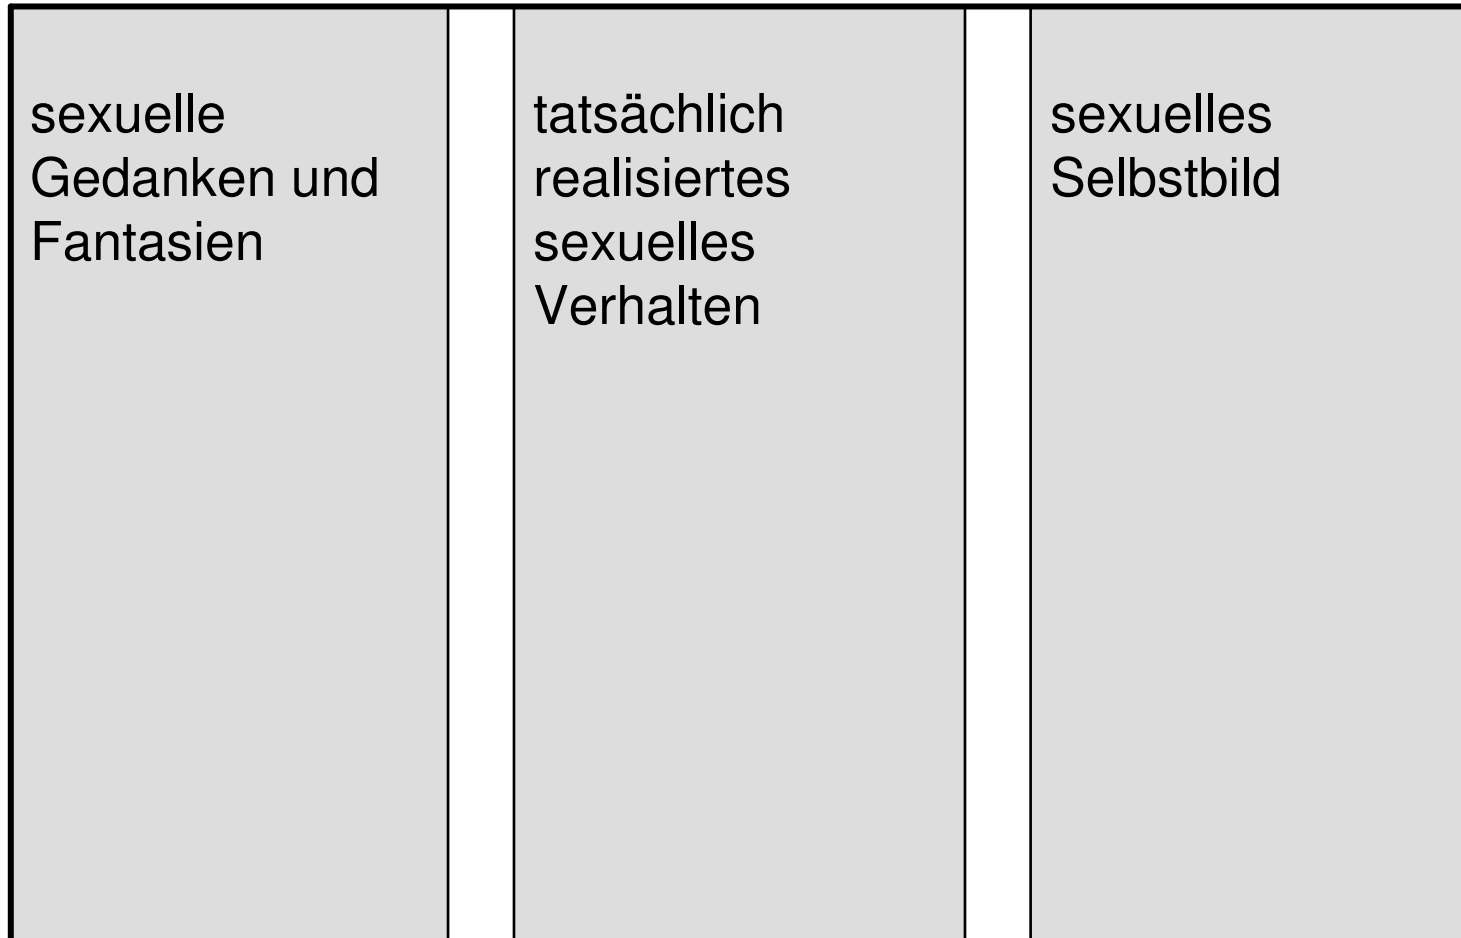 sexuelle
Gedanken und
Fantasien
tatsächlich
realisiertes
sexuelles
Verhalten
sexuelles
Selbstbild